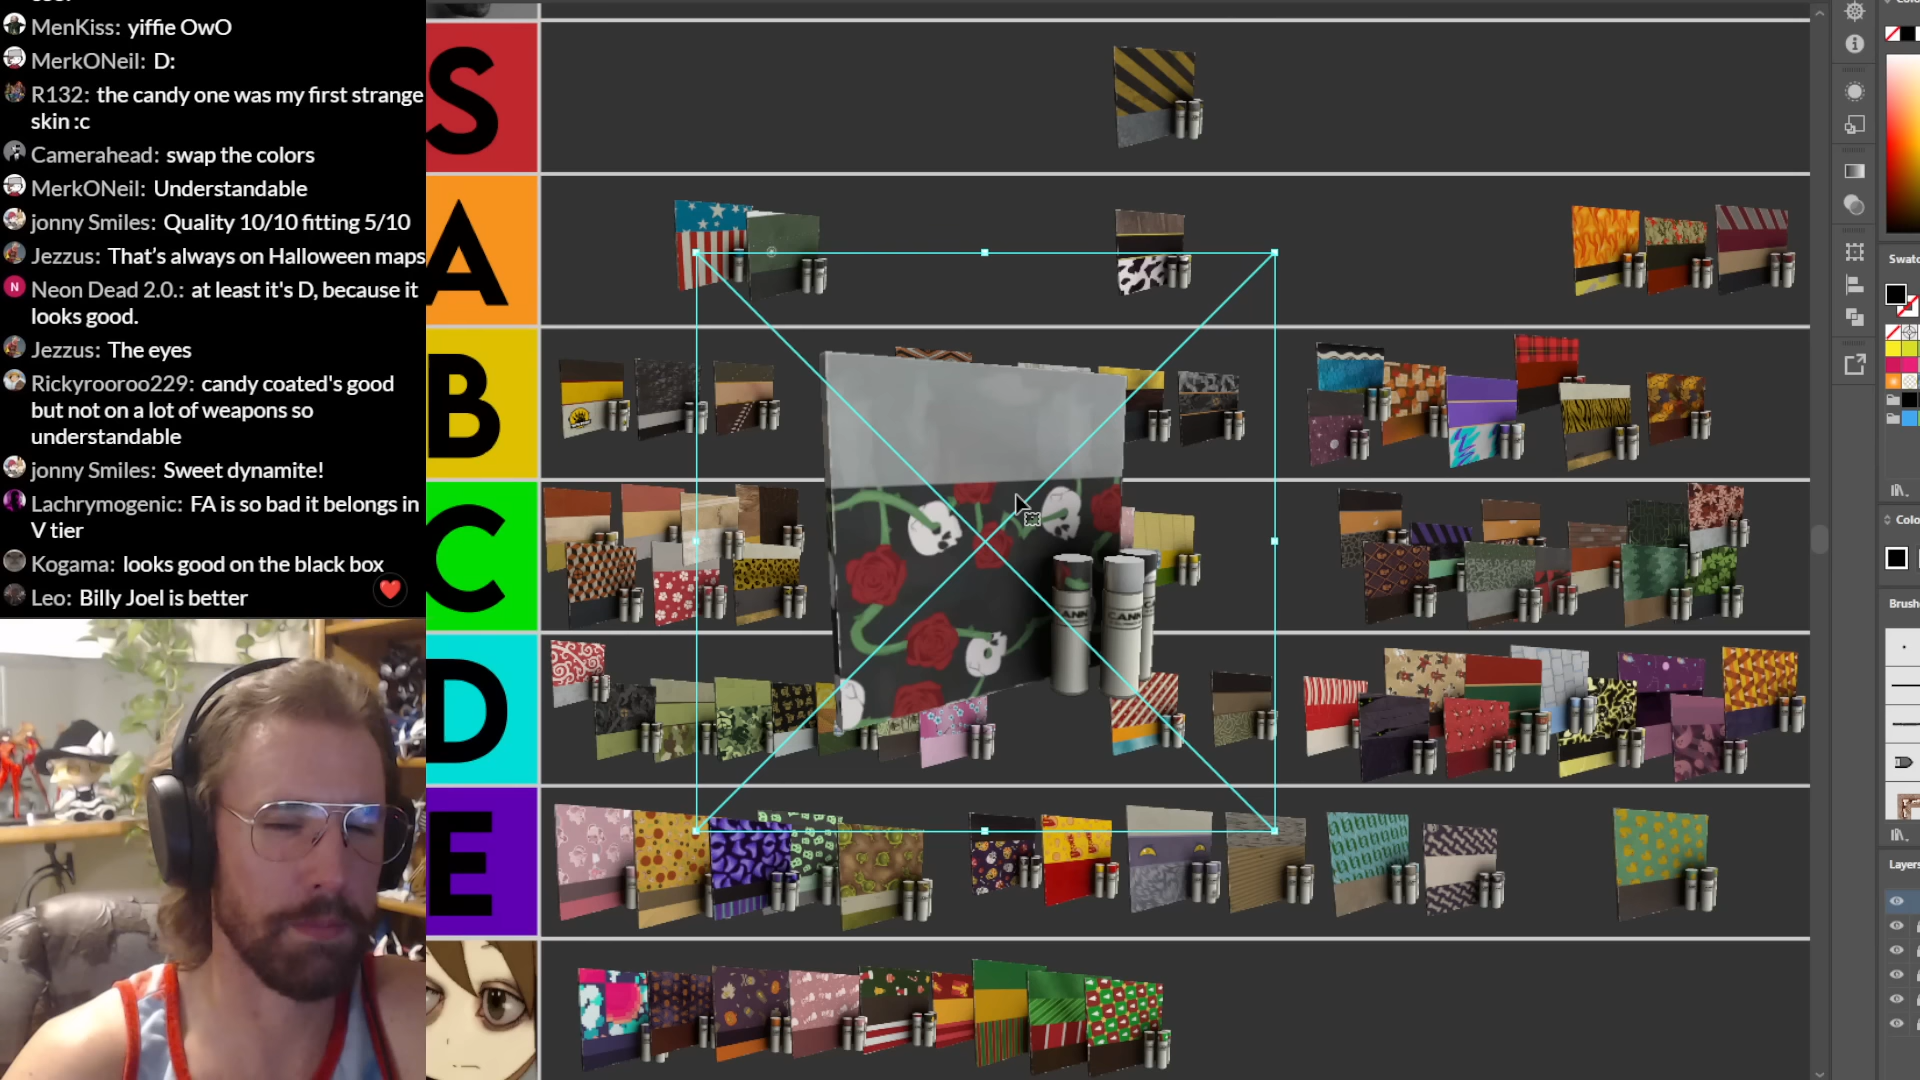 MenKiss: yiffie OwO
MerkONeil: D:
R132: the candy one was my first strange
skin :c
Camerahead: swap the colors
MerkONeil: Understandable
jonny Smiles: Quality 10/10 fitting 5/10
Jezzus: That's always on Halloween maps
Neon Dead 2.0.: at least it's D, because it
looks good.
Jezzus: The eyes
Rickyrooroo229: candy coated's good
but not on a lot of weapons so
understandable
jonny Smiles: Sweet dynamite!
Lachrymogenic: FA is so bad it belongs in
V tier
Kogama: looks good on the black box
Leo: Billy Joel is better
N
S
A
B
C
D
E
CANN
CANN
Swatc
Colo
Brushe
Layers